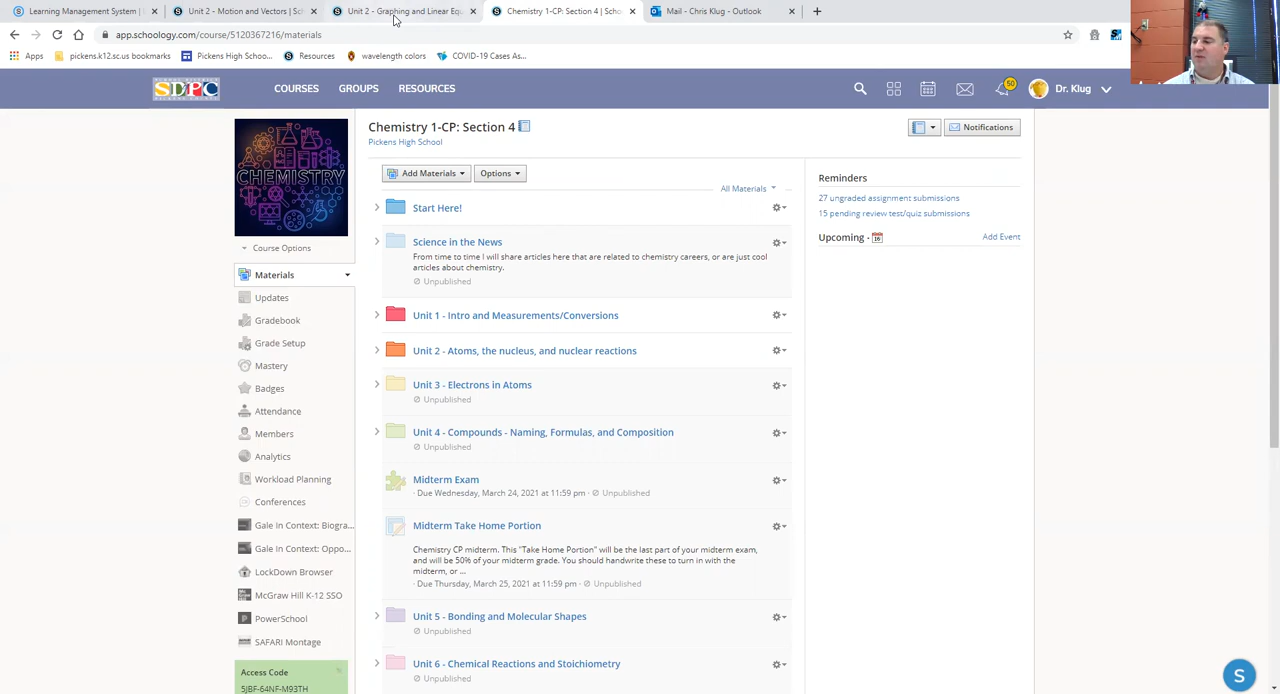 Learning Management System |
Unit 2 - Motion and Vectors | Sch
Unit 2 - Graphing and Linear Equ
Chemistry 1-CP: Section 4 | Scho
Mail - Chris Klug - Outlook
app.schoology.com/course/5120367216/materials
Apps
pickens.k12.sc.us bookmarks
Pickens High Schoo...
Resources
wavelength colors
COVID-19 Cases As...
SDPC
COURSES
GROUPS
RESOURCES
50
Dr. Klug
CHEMISTRY
Chemistry 1-CP: Section 4
Pickens High School
Notifications
Add Materials
Options
All Materials
Course Options
Materials
Updates
Gradebook
Grade Setup
Mastery
Badges
Attendance
Members
Analytics
Workload Planning
Conferences
Gale In Context: Biogra...
Gale In Context: Oppo...
LockDown Browser
McGraw Hill K-12 SSO
PowerSchool
SAFARI Montage
Access Code
5JBF-64NF-M93TH
Start Here!
Science in the News
From time to time I will share articles here that are related to chemistry careers, or are just cool
articles about chemistry.
Unpublished
Unit 1 - Intro and Measurements/Conversions
Unit 2 - Atoms, the nucleus, and nuclear reactions
Unit 3 - Electrons in Atoms
Unpublished
Unit 4 - Compounds - Naming, Formulas, and Composition
Unpublished
Midterm Exam
· Due Wednesday, March 24, 2021 at 11:59 pm · Unpublished
Midterm Take Home Portion
Chemistry CP midterm. This "Take Home Portion" will be the last part of your midterm exam,
and will be 50% of your midterm grade. You should handwrite these to turn in with the
midterm, or ...
· Due Thursday, March 25, 2021 at 11:59 pm · Unpublished
Unit 5 - Bonding and Molecular Shapes
Unpublished
Unit 6 - Chemical Reactions and Stoichiometry
Unpublished
Reminders
27 ungraded assignment submissions
15 pending review test/quiz submissions
Upcoming -
Add Event
S